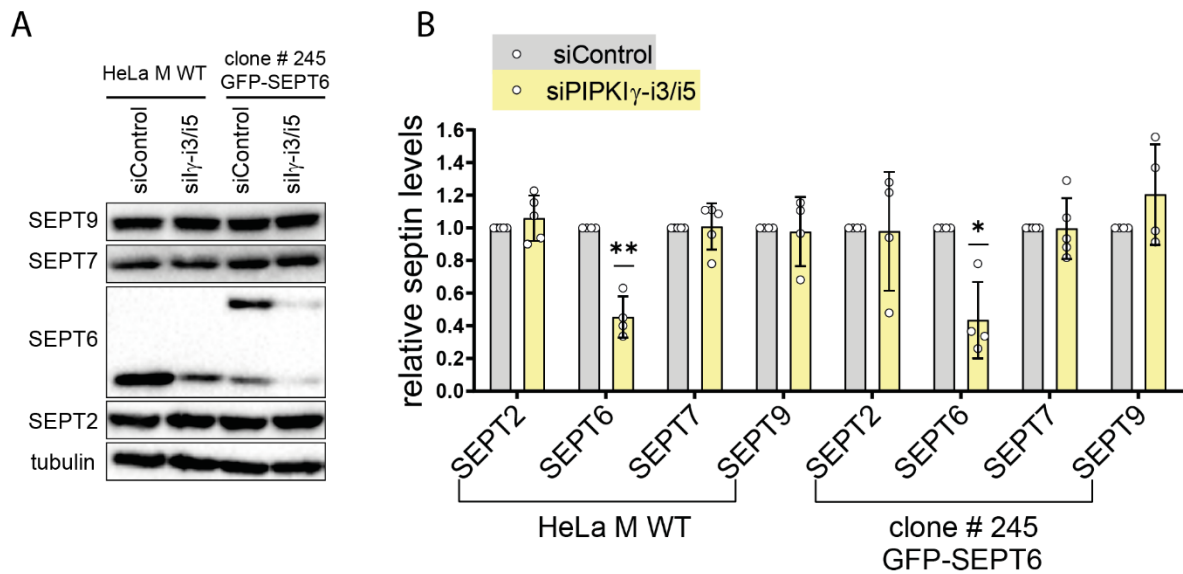 A
HeLa M WT
clone # 245
GFP-SEPT6
siControl
siIγ-i3/i5
siControl
siIγ-i3/i5
SEPT9
SEPT7
SEPT6
SEPT2
tubulin
B
siControl
siPIPKIγ-i3/i5
relative septin levels
1.6
1.4
1.2
1.0
0.8
0.6
0.4
0.2
0.0
**
*
SEPT2
SEPT6
SEPT7
SEPT9
SEPT2
SEPT6
SEPT7
SEPT9
HeLa M WT
clone # 245
GFP-SEPT6